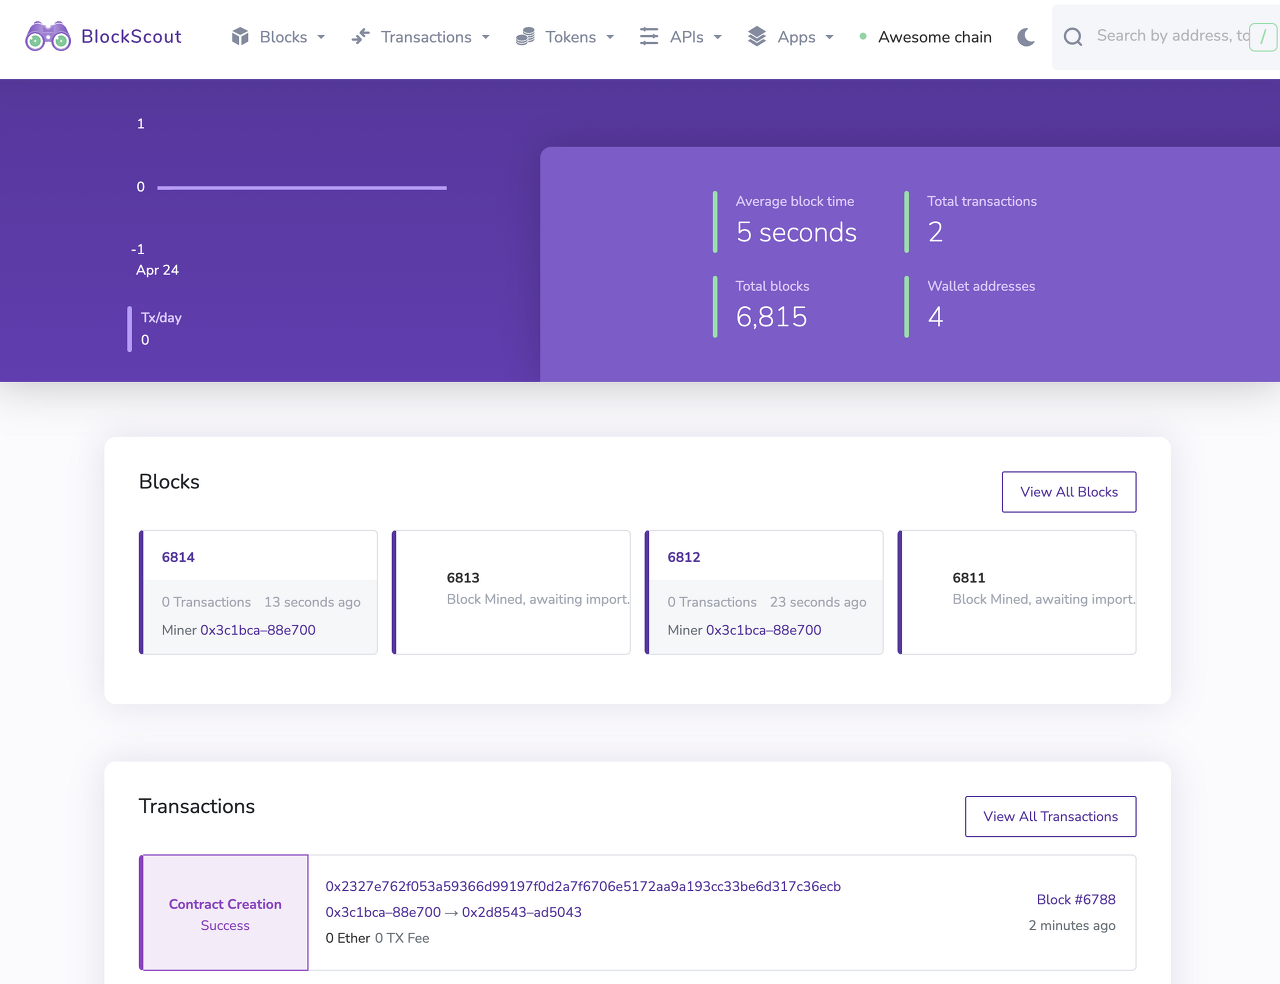 BlockScout
Blocks
Transactions
Tokens
APIs
Apps
Awesome chain
Search by address, to
/
1
0
-1
Apr 24
Tx/day
0
Average block time
5 seconds
Total transactions
2
Total blocks
6,815
Wallet addresses
4
Blocks
View All Blocks
6814
0 Transactions 13 seconds ago
Miner 0x3c1bca–88e700
6813
Block Mined, awaiting import.
6812
0 Transactions 23 seconds ago
Miner 0x3c1bca–88e700
6811
Block Mined, awaiting import.
Transactions
View All Transactions
Contract Creation
Success
0x2327e762f053a59366d99197f0d2a7f6706e5172aa9a193cc33be6d317c36ecb
0x3c1bca–88e700 → 0x2d8543–ad5043
0 Ether 0 TX Fee
Block #6788
2 minutes ago